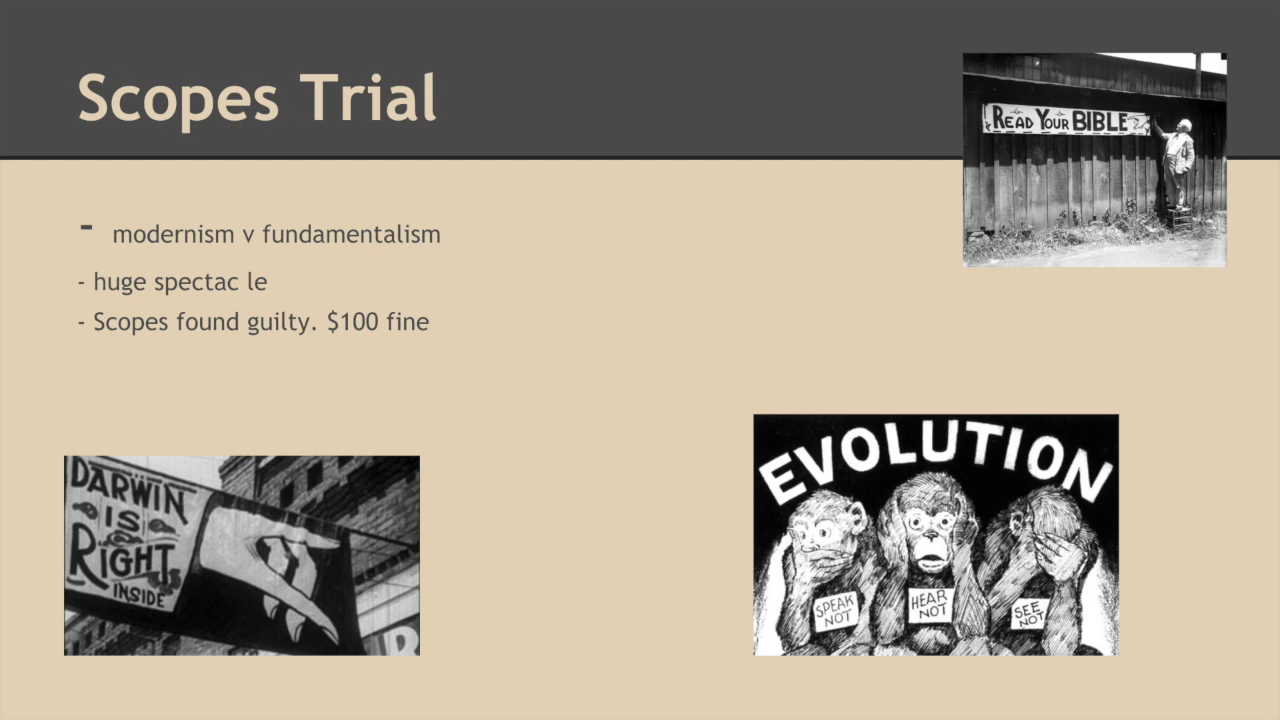 Scopes Trial
READ YOUR BIBLE
- modernism v fundamentalism
- huge spectac le
- Scopes found guilty. $100 fine
DARWIN
IS
RIGHT
INSIDE
EVOLUTION
SPEAK
NOT
HEAR
NOT
SEE
NOT